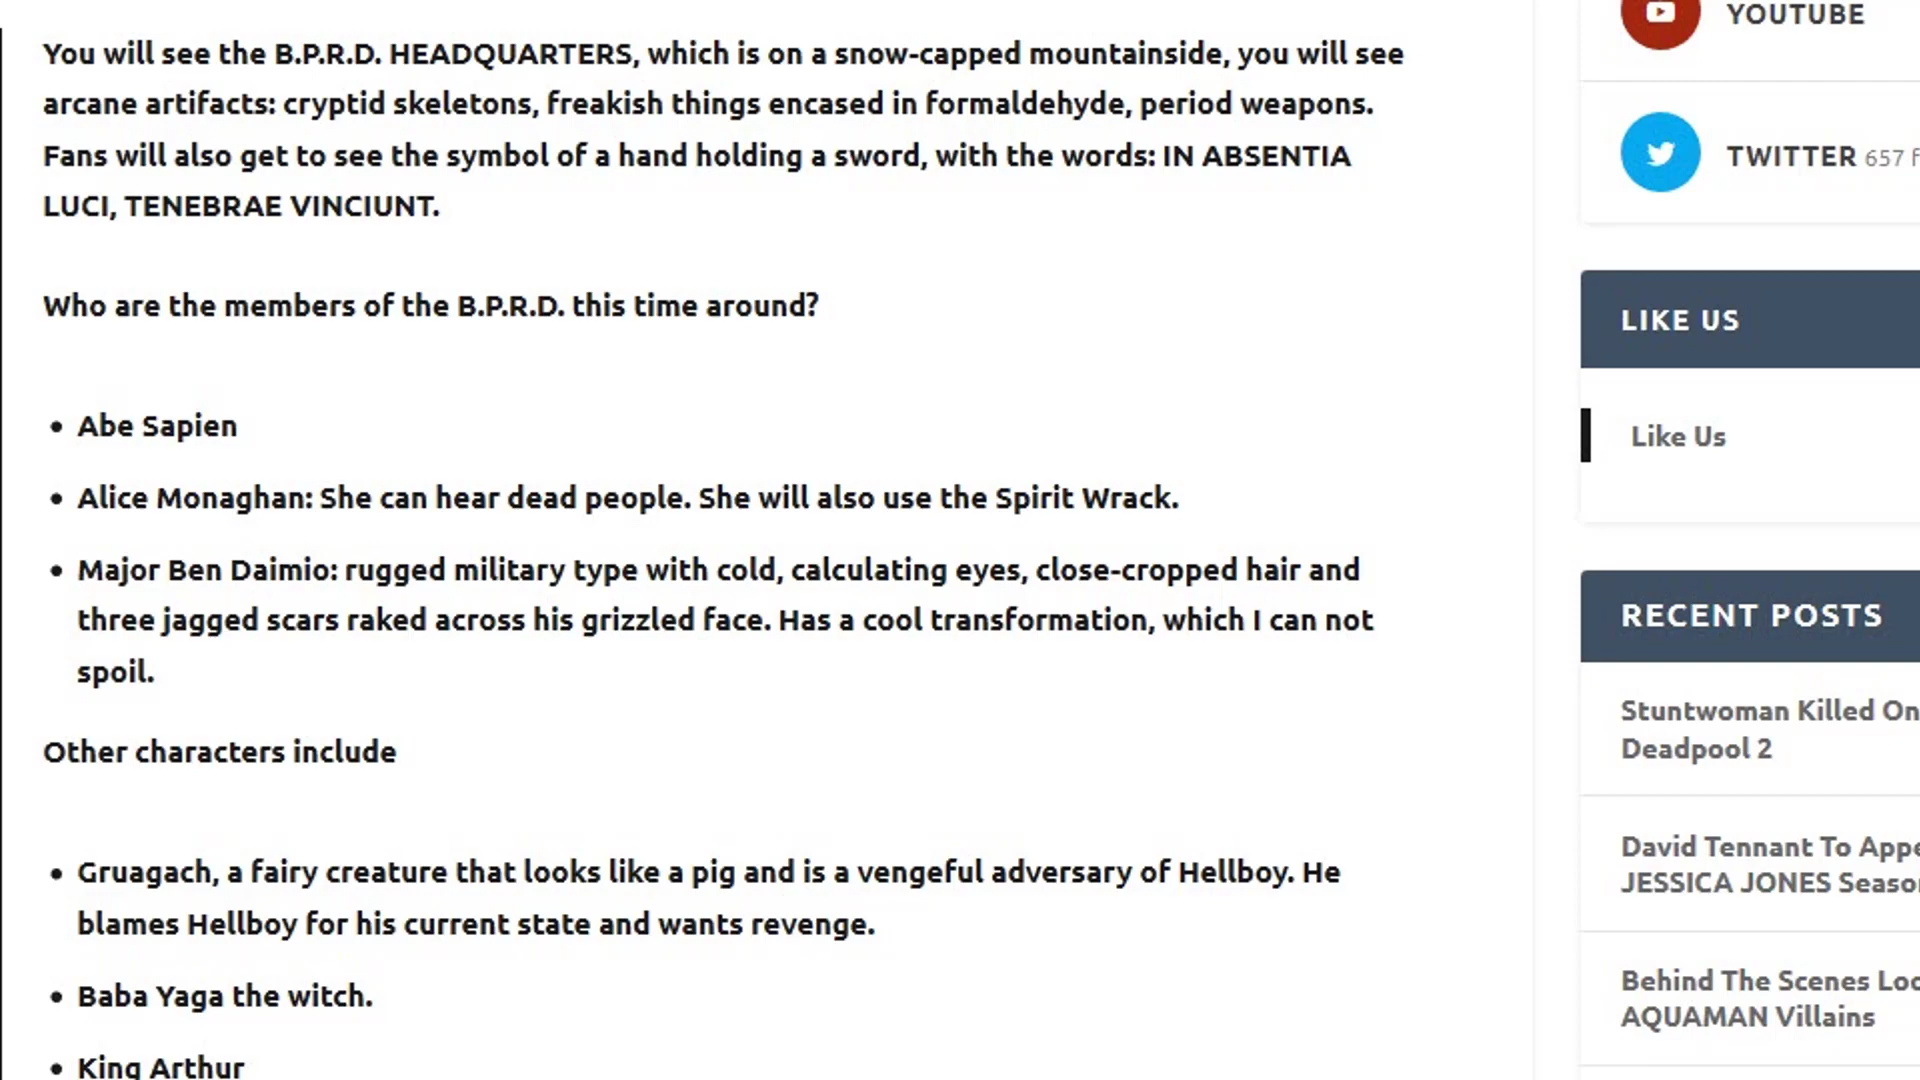 You will see the B.P.R.D. HEADQUARTERS, which is on a snow-capped mountainside, you will see
arcane artifacts: cryptid skeletons, freakish things encased in formaldehyde, period weapons.
Fans will also get to see the symbol of a hand holding a sword, with the words: IN ABSENTIA
LUCI, TENEBRAE VINCIUNT.
Who are the members of the B.P.R.D. this time around?
• Abe Sapien
• Alice Monaghan: She can hear dead people. She will also use the Spirit Wrack.
• Major Ben Daimio: rugged military type with cold, calculating eyes, close-cropped hair and
three jagged scars raked across his grizzled face. Has a cool transformation, which I can not
spoil.
Other characters include
• Gruagach, a fairy creature that looks like a pig and is a vengeful adversary of Hellboy. He
blames Hellboy for his current state and wants revenge.
• Baba Yaga the witch.
• King Arthur
YOUTUBE
TWITTER 657
LIKE US
Like Us
RECENT POSTS
Stuntwoman Killed On
Deadpool 2
David Tennant To
JESSICA JONES
Behind The Scenes
AQUAMAN Villains